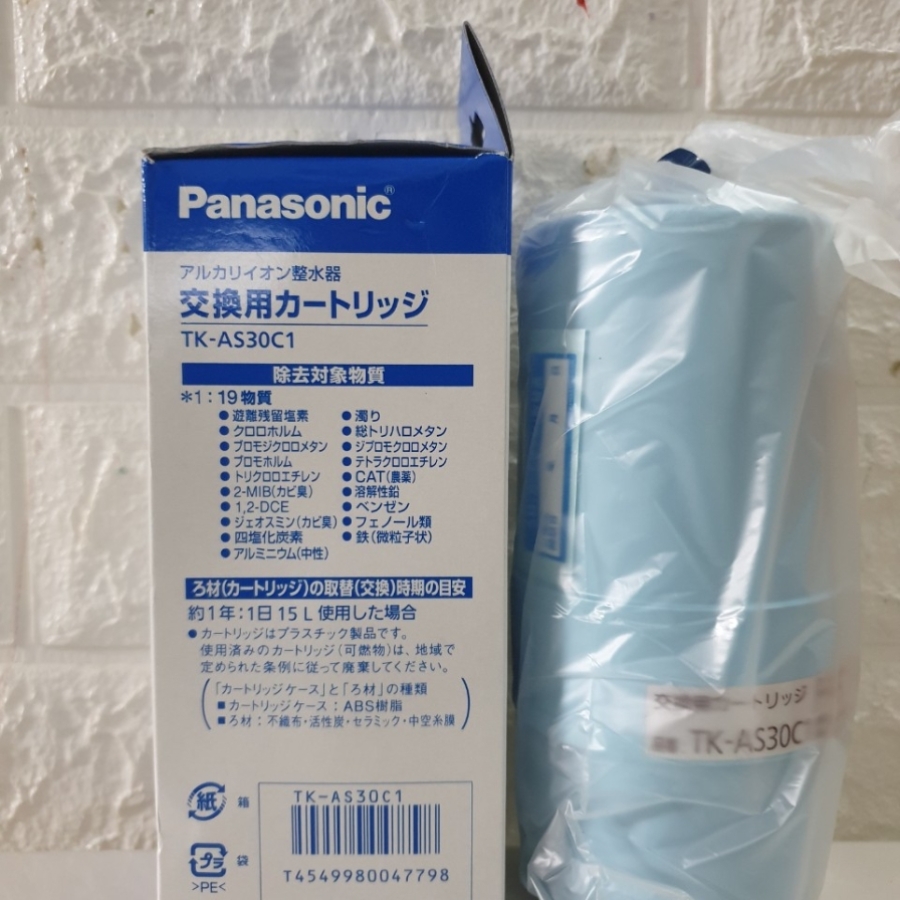 Panasonic®
アルカリイオン整水器
交換用カートリッジ
TK-AS30C1
除去対象物質
*1:19物質
●遊離残留塩素 ●濁り
●クロロホルム ●総トリハロメタン
●ブロモジクロロメタン ●ジブロモクロロメタン
●ブロモホルム ●テトラクロロエチレン
●トリクロロエチレン ●CAT(農薬)
●2-MIB(カビ臭) ●溶解性鉛
●1,2-DCE ●ベンゼン
●ジェオスミン(カビ臭) ●フェノール類
●四塩化炭素 ●鉄(微粒子状)
●アルミニウム(中性)
ろ材(カートリッジ)の取替(交換)時期の目安
約1年:1日15L使用した場合
●カートリッジはプラスチック製品です。
使用済みのカートリッジ(可燃物)は、地域で
定められた条例に従って廃棄してください。
「カートリッジケース」と「ろ材」の種類
■カートリッジケース:ABS樹脂
■ろ材:不織布・活性炭・セラミック・中空糸膜
紙 箱
プラ 袋
>PE<
TK-AS30C1
T4549980047798
交換用カートリッジ
TK-AS30C